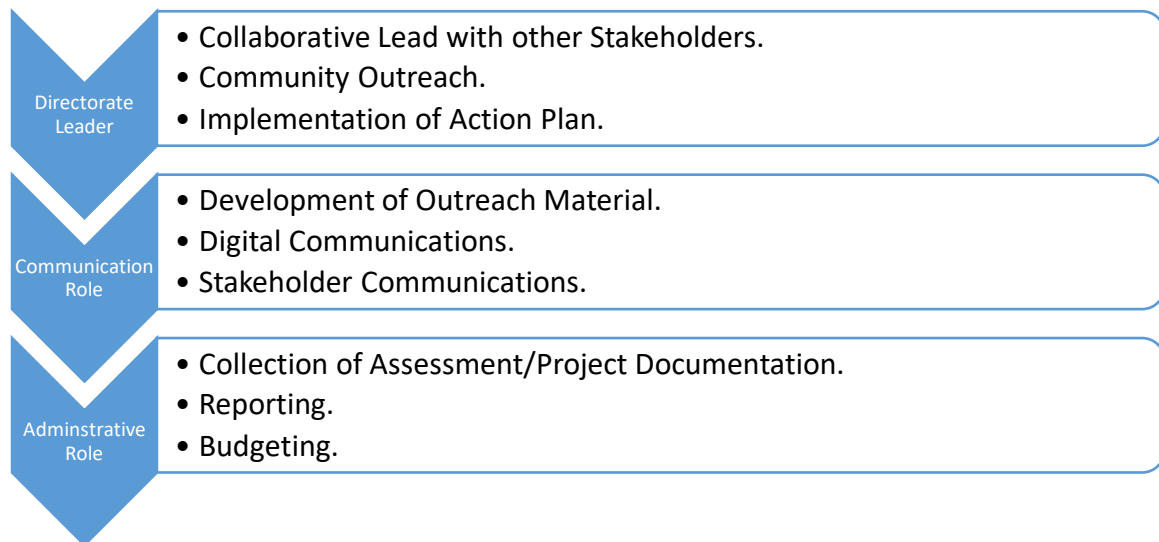 Directorate
Leader
• Collaborative Lead with other Stakeholders.
• Community Outreach.
• Implementation of Action Plan.
Communication
Role
• Development of Outreach Material.
• Digital Communications.
• Stakeholder Communications.
Adminstrative
Role
• Collection of Assessment/Project Documentation.
• Reporting.
• Budgeting.